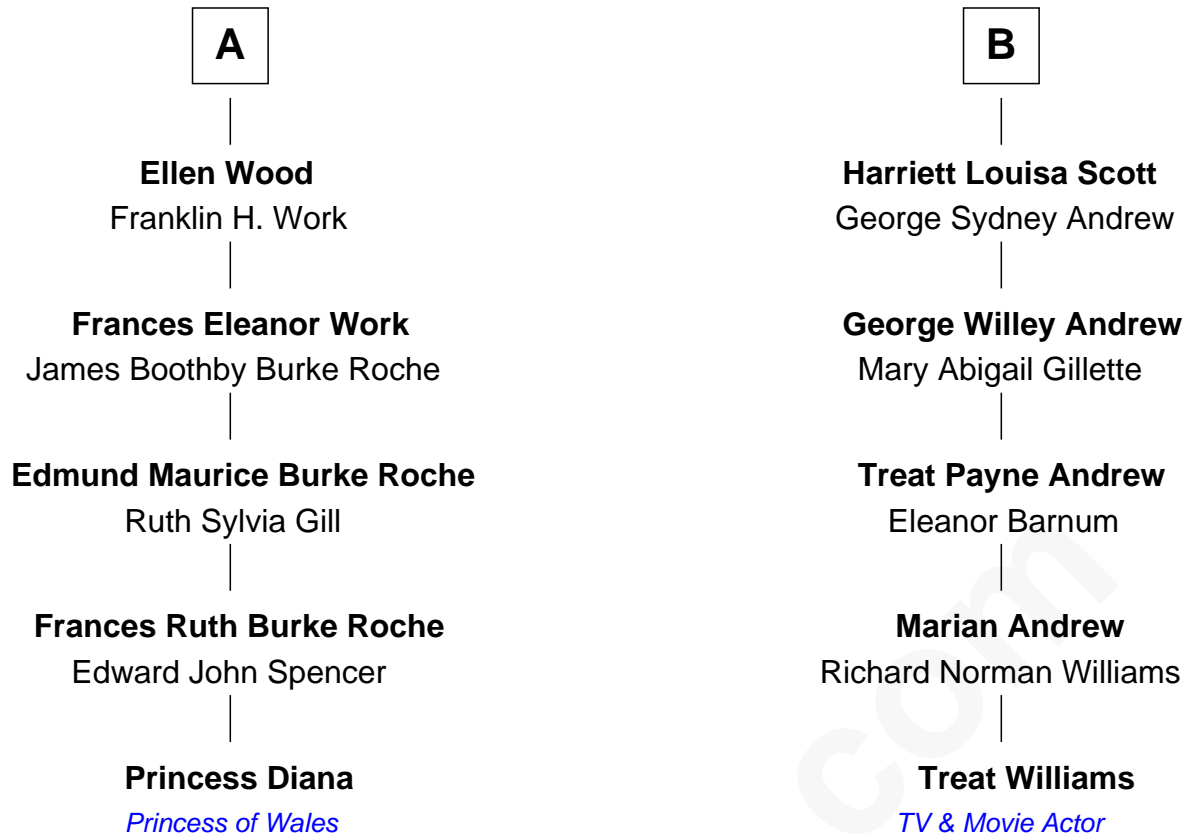 A
Ellen Wood
Franklin H. Work
Frances Eleanor Work
James Boothby Burke Roche
Edmund Maurice Burke Roche
Ruth Sylvia Gill
Frances Ruth Burke Roche
Edward John Spencer
Princess Diana
Princess of Wales
B
Harriett Louisa Scott
George Sydney Andrew
George Willey Andrew
Mary Abigail Gillette
Treat Payne Andrew
Eleanor Barnum
Marian Andrew
Richard Norman Williams
Treat Williams
TV & Movie Actor
com